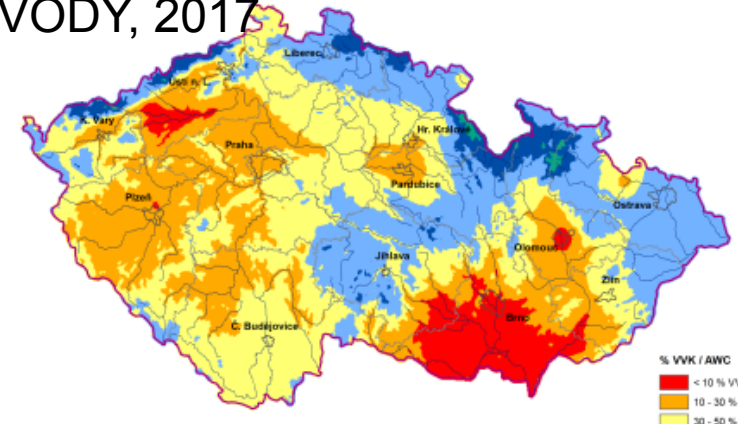 VODY, 2017
Liberec
Ústí n. L.
K. Vary
Hr. Králové
Praha
Pardubice
Plzeň
Ostrava
Olomouc
Jihlava
Zlín
Brno
Č. Budějovice
% VVK / AWC
< 10 % VV
10 - 30 %
30 - 50 %